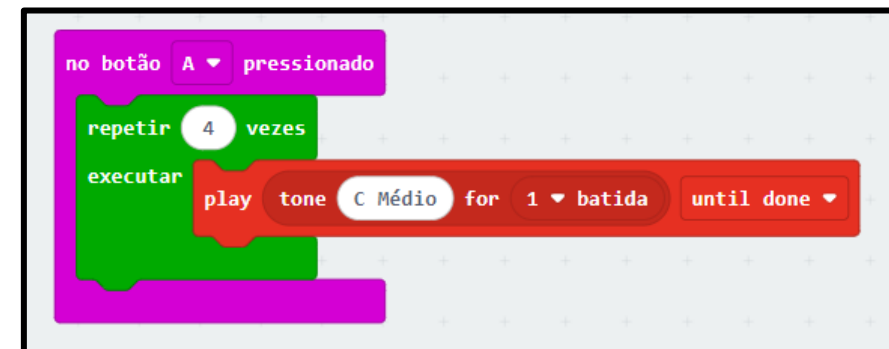 no botão A pressionado
repetir 4 vezes
executar
play tone C Médio for 1 batida until done